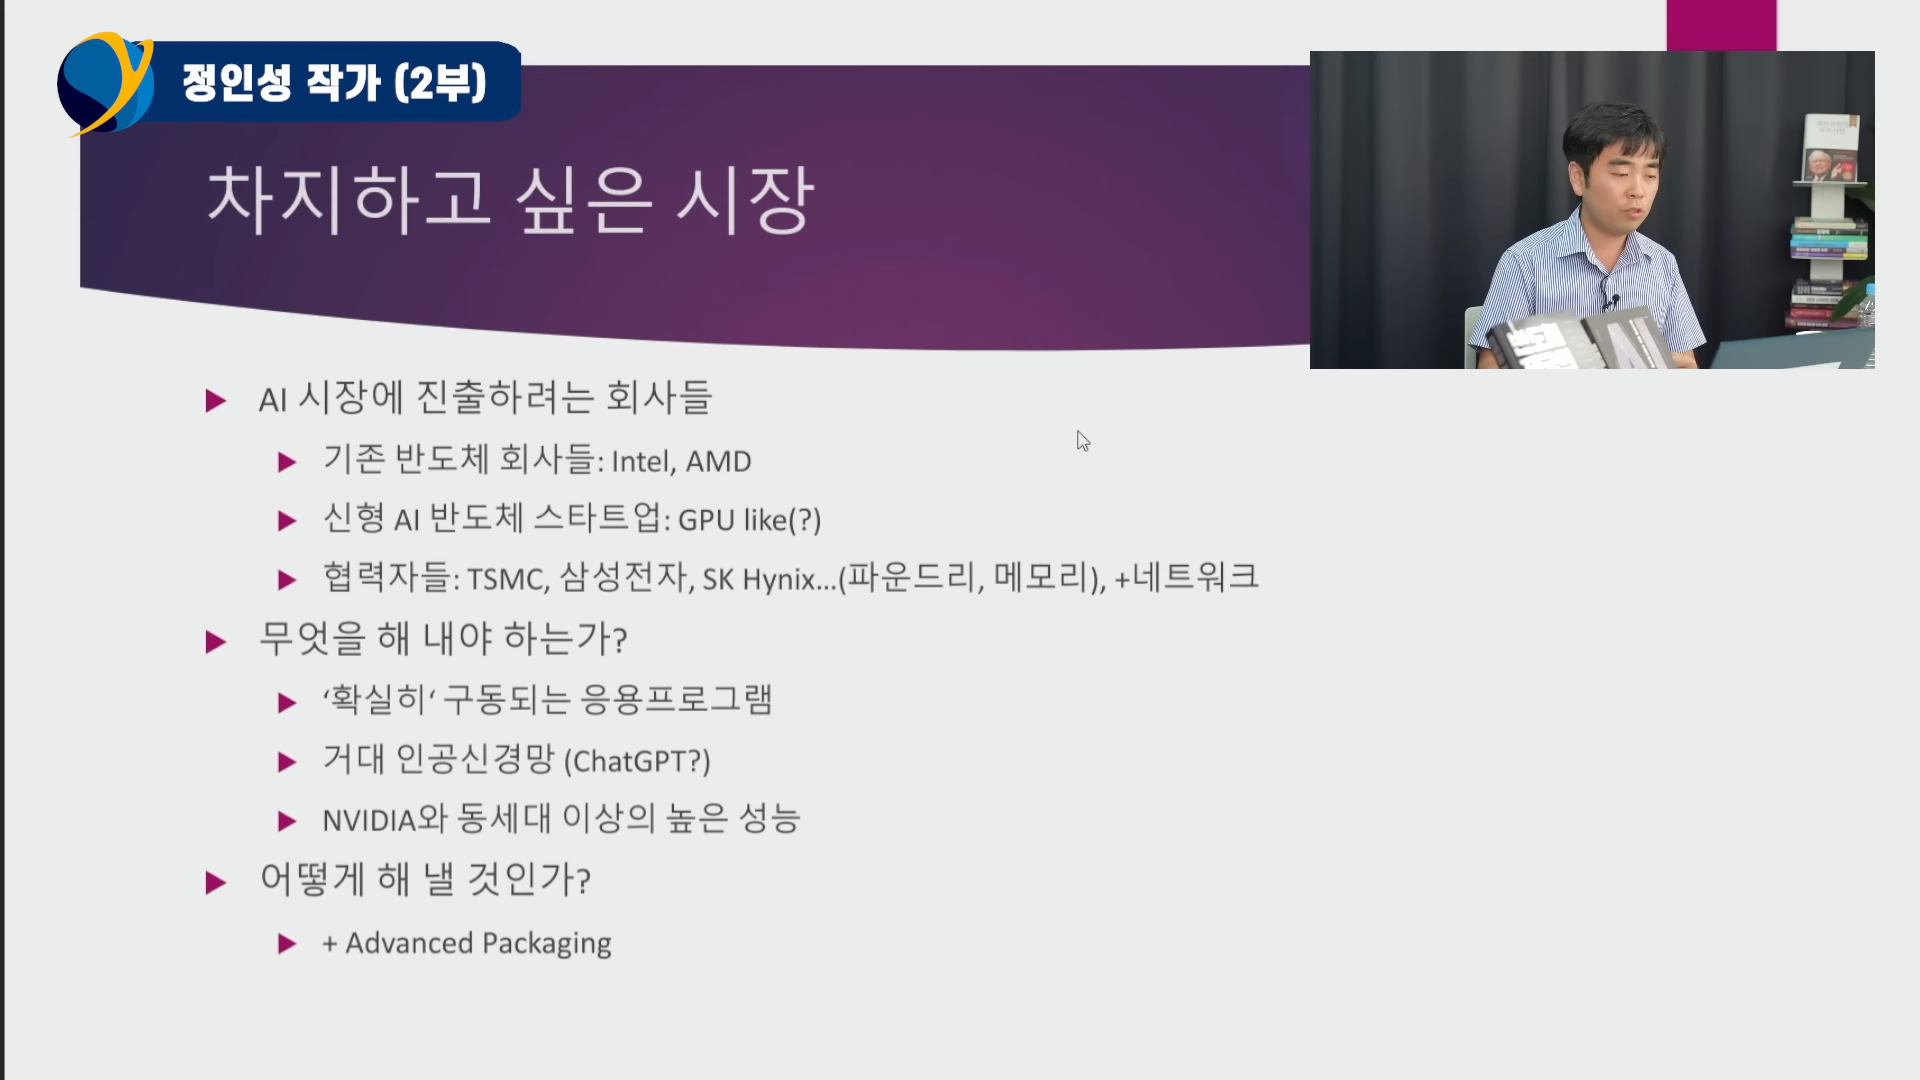 정인성 작가 (2부)
차지하고 싶은 시장
AI 시장에 진출하려는 회사들
기존 반도체 회사들: Intel, AMD
신형 AI 반도체 스타트업: GPU like(?)
협력자들: TSMC, 삼성전자, SK Hynix...(파운드리, 메모리), +네트워크
무엇을 해 내야 하는가?
‘확실히‘ 구동되는 응용프로그램
거대 인공신경망 (ChatGPT?)
NVIDIA와 동세대 이상의 높은 성능
어떻게 해 낼 것인가?
+ Advanced Packaging